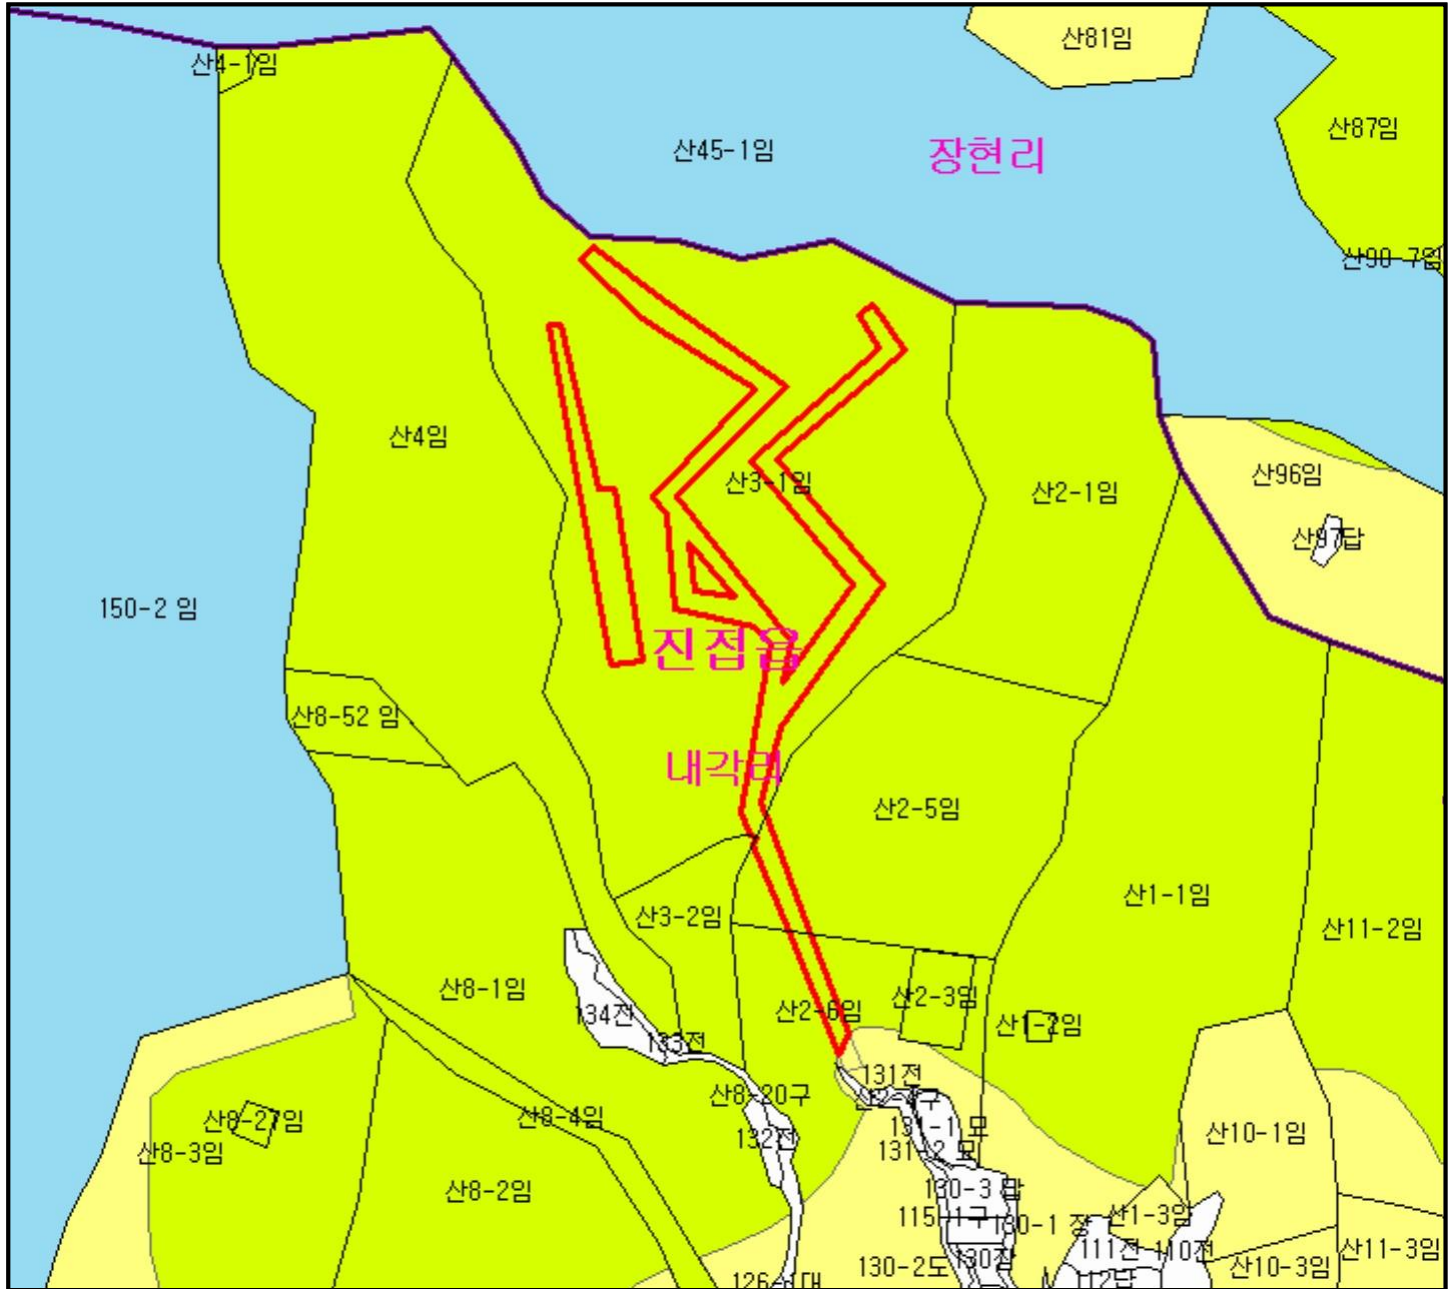 산81임
산4-1임
산87임
산45-1임
장현리
산90-7임
산4임
산3-1임
산2-1임
산96임
산97답
150-2 임
진접읍
산8-52 임
내각리
산2-5임
산1-1임
산3-2임
산11-2임
산8-1임
산2-3임
134전
산2-6임
산1-2임
133전
131전
산8-20구
산8-27임
산8-4임
131-1 묘
산10-1임
132전
산8-3임
131-2 묘
산8-2임
130-3 답
115-1구
130-1 장
산1-3임
111전
110전
산11-3임
130-2도
130장
산10-3임
112답
126-1대